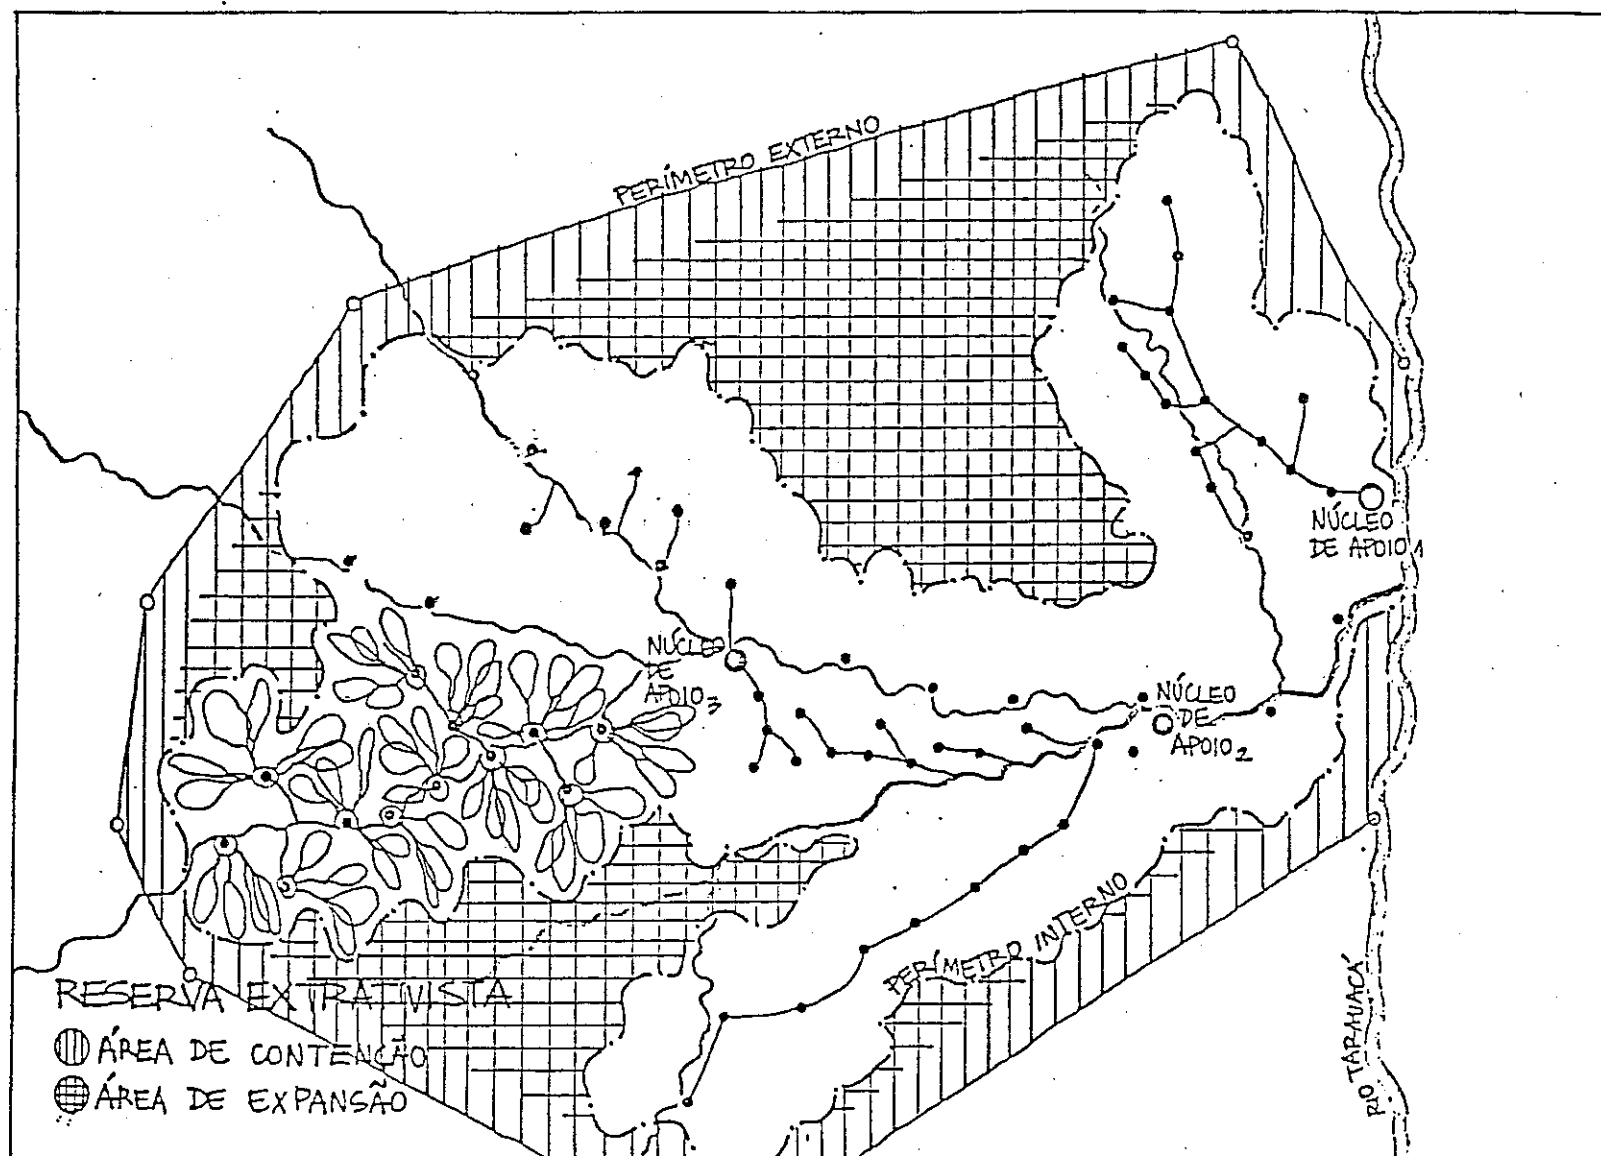 PERÍMETRO EXTERNO
NÚCLEO
DE APOIO 1
NÚCLEO
DE
APOIO 3
NÚCLEO
DE
APOIO 2
PERÍMETRO INTERNO
RIO TARAUACÁ
RESERVA EXTRATIVISTA
ÁREA DE CONTENÇÃO
ÁREA DE EXPANSÃO